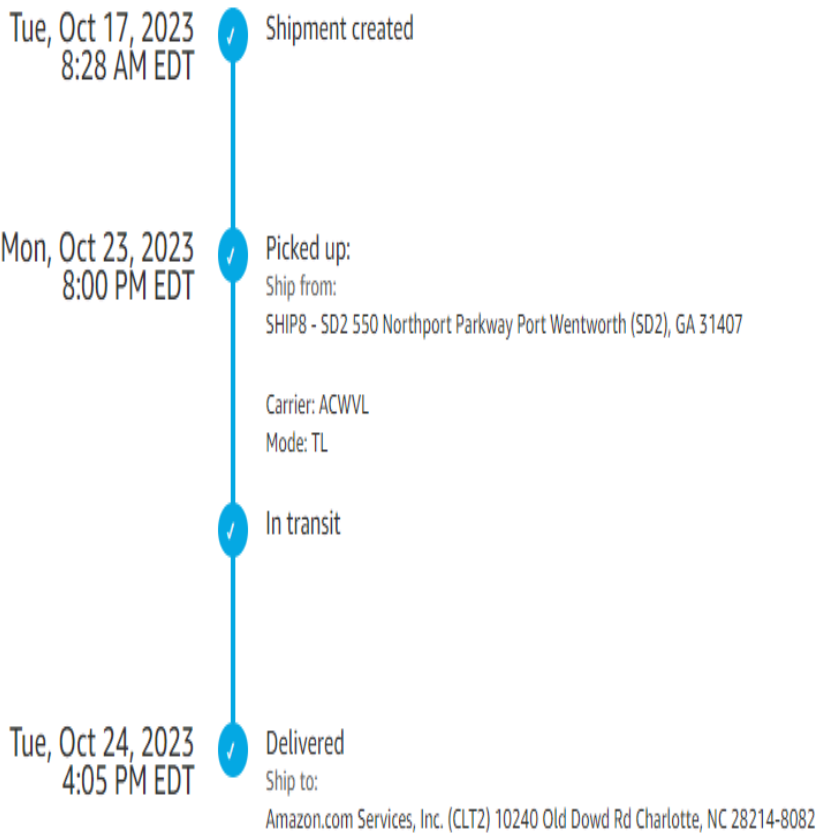 Tue, Oct 17, 2023
8:28 AM EDT
Shipment created
Mon, Oct 23, 2023
8:00 PM EDT
Picked up:
Ship from:
SHIP8 - SD2 550 Northport Parkway Port Wentworth (SD2), GA 31407
Carrier: ACWVL
Mode: TL
In transit
Tue, Oct 24, 2023
4:05 PM EDT
Delivered
Ship to:
Amazon.com Services, Inc. (CLT2) 10240 Old Dowd Rd Charlotte, NC 28214-8082